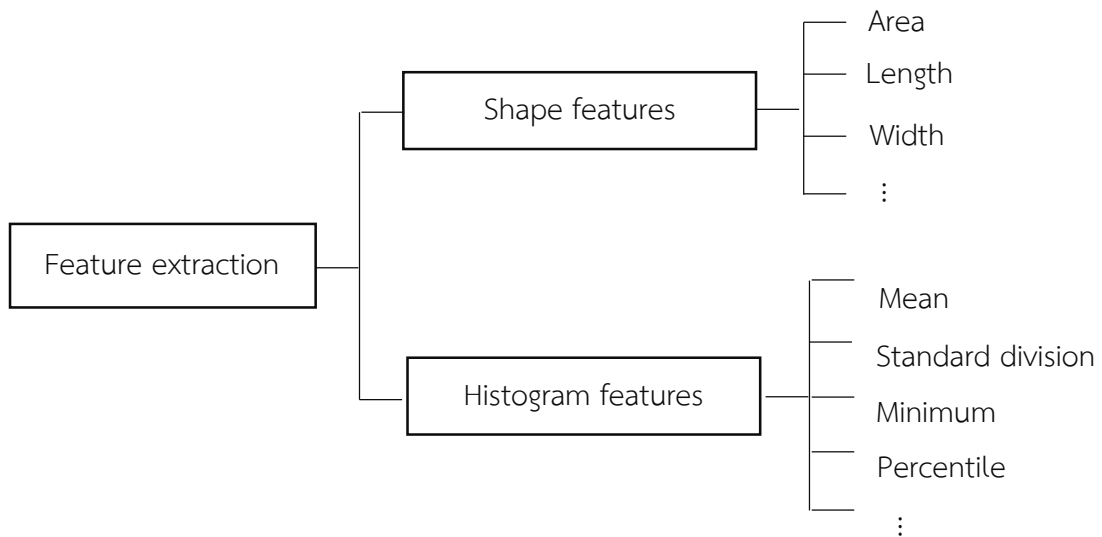 Feature extraction
Shape features
Area
Length
Width
⋮
Histogram features
Mean
Standard division
Minimum
Percentile
⋮